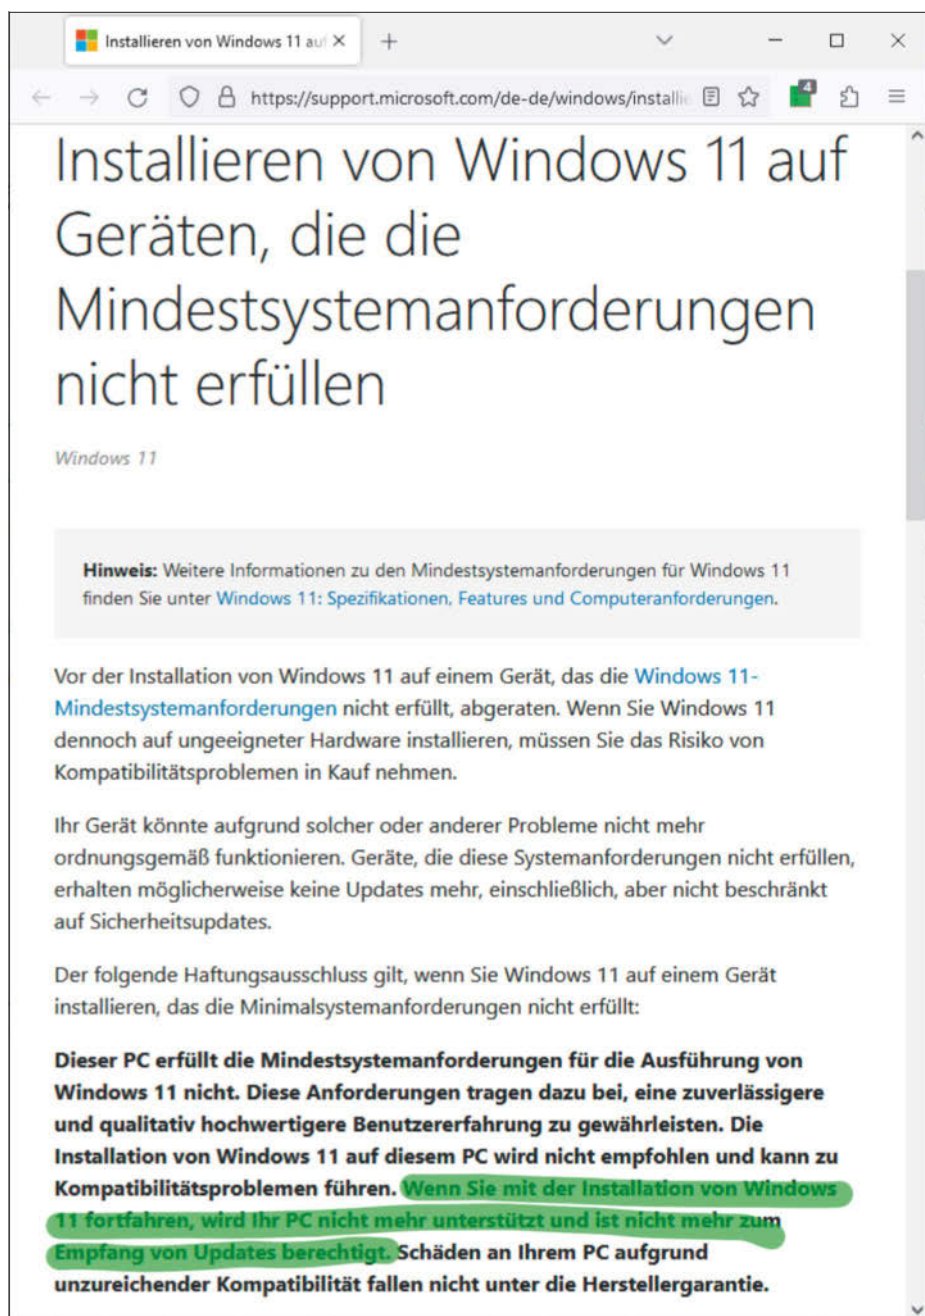 Installieren von Windows 11 auf
https://support.microsoft.com/de-de/windows/installie
4
Installieren von Windows 11 auf
Geräten, die die
Mindestsystemanforderungen
nicht erfüllen
Windows 11
Hinweis: Weitere Informationen zu den Mindestsystemanforderungen für Windows 11
finden Sie unter Windows 11: Spezifikationen, Features und Computeranforderungen.
Vor der Installation von Windows 11 auf einem Gerät, das die Windows 11-
Mindestsystemanforderungen nicht erfüllt, abgeraten. Wenn Sie Windows 11
dennoch auf ungeeigneter Hardware installieren, müssen Sie das Risiko von
Kompatibilitätsproblemen in Kauf nehmen.
Ihr Gerät könnte aufgrund solcher oder anderer Probleme nicht mehr
ordnungsgemäß funktionieren. Geräte, die diese Systemanforderungen nicht erfüllen,
erhalten möglicherweise keine Updates mehr, einschließlich, aber nicht beschränkt
auf Sicherheitsupdates.
Der folgende Haftungsausschluss gilt, wenn Sie Windows 11 auf einem Gerät
installieren, das die Minimalsystemanforderungen nicht erfüllt:
Dieser PC erfüllt die Mindestsystemanforderungen für die Ausführung von
Windows 11 nicht. Diese Anforderungen tragen dazu bei, eine zuverlässigere
und qualitativ hochwertigere Benutzererfahrung zu gewährleisten. Die
Installation von Windows 11 auf diesem PC wird nicht empfohlen und kann zu
Kompatibilitätsproblemen führen. Wenn Sie mit der Installation von Windows
11 fortfahren, wird Ihr PC nicht mehr unterstützt und ist nicht mehr zum
Empfang von Updates berechtigt. Schäden an Ihrem PC aufgrund
unzureichender Kompatibilität fallen nicht unter die Herstellergarantie.